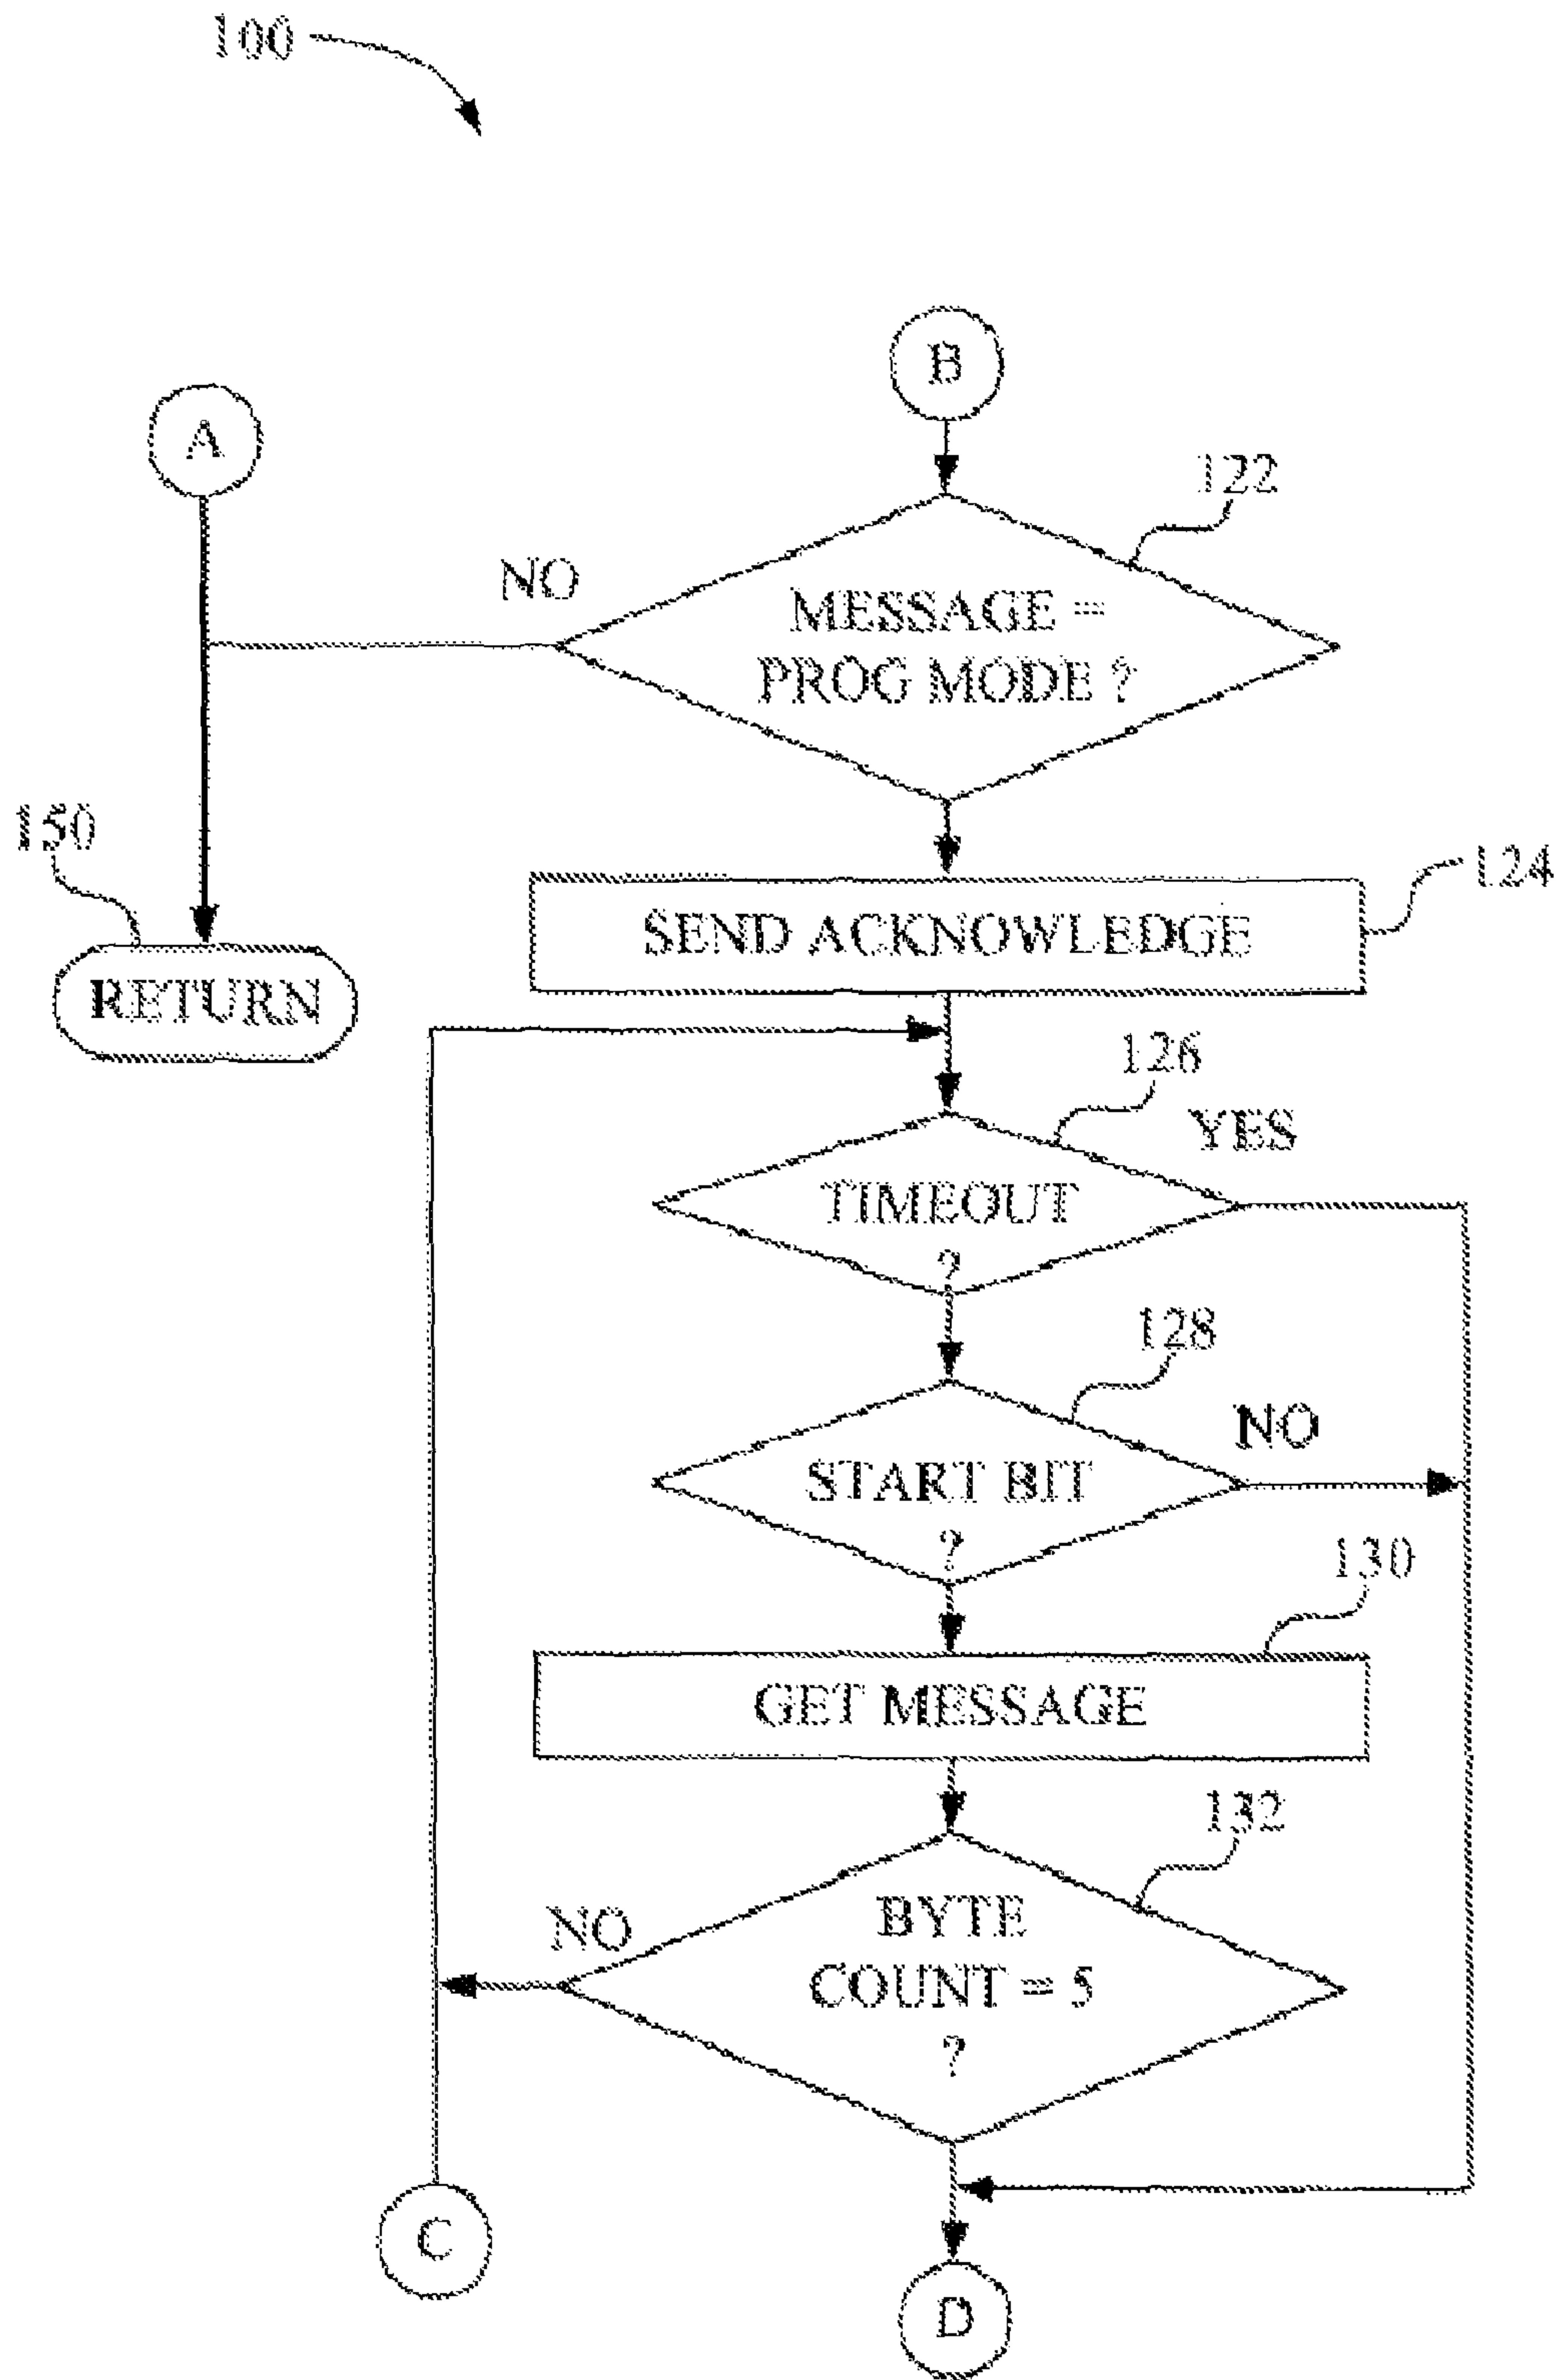 100
B
A
122
NO
MESSAGE =
PROG MODE ?
150
124
SEND ACKNOWLEDGE
RETURN
126
YES
TIMEOUT
?
128
NO
START BIT
?
130
GET MESSAGE
132
NO
BYTE
COUNT = 5
?
C
D